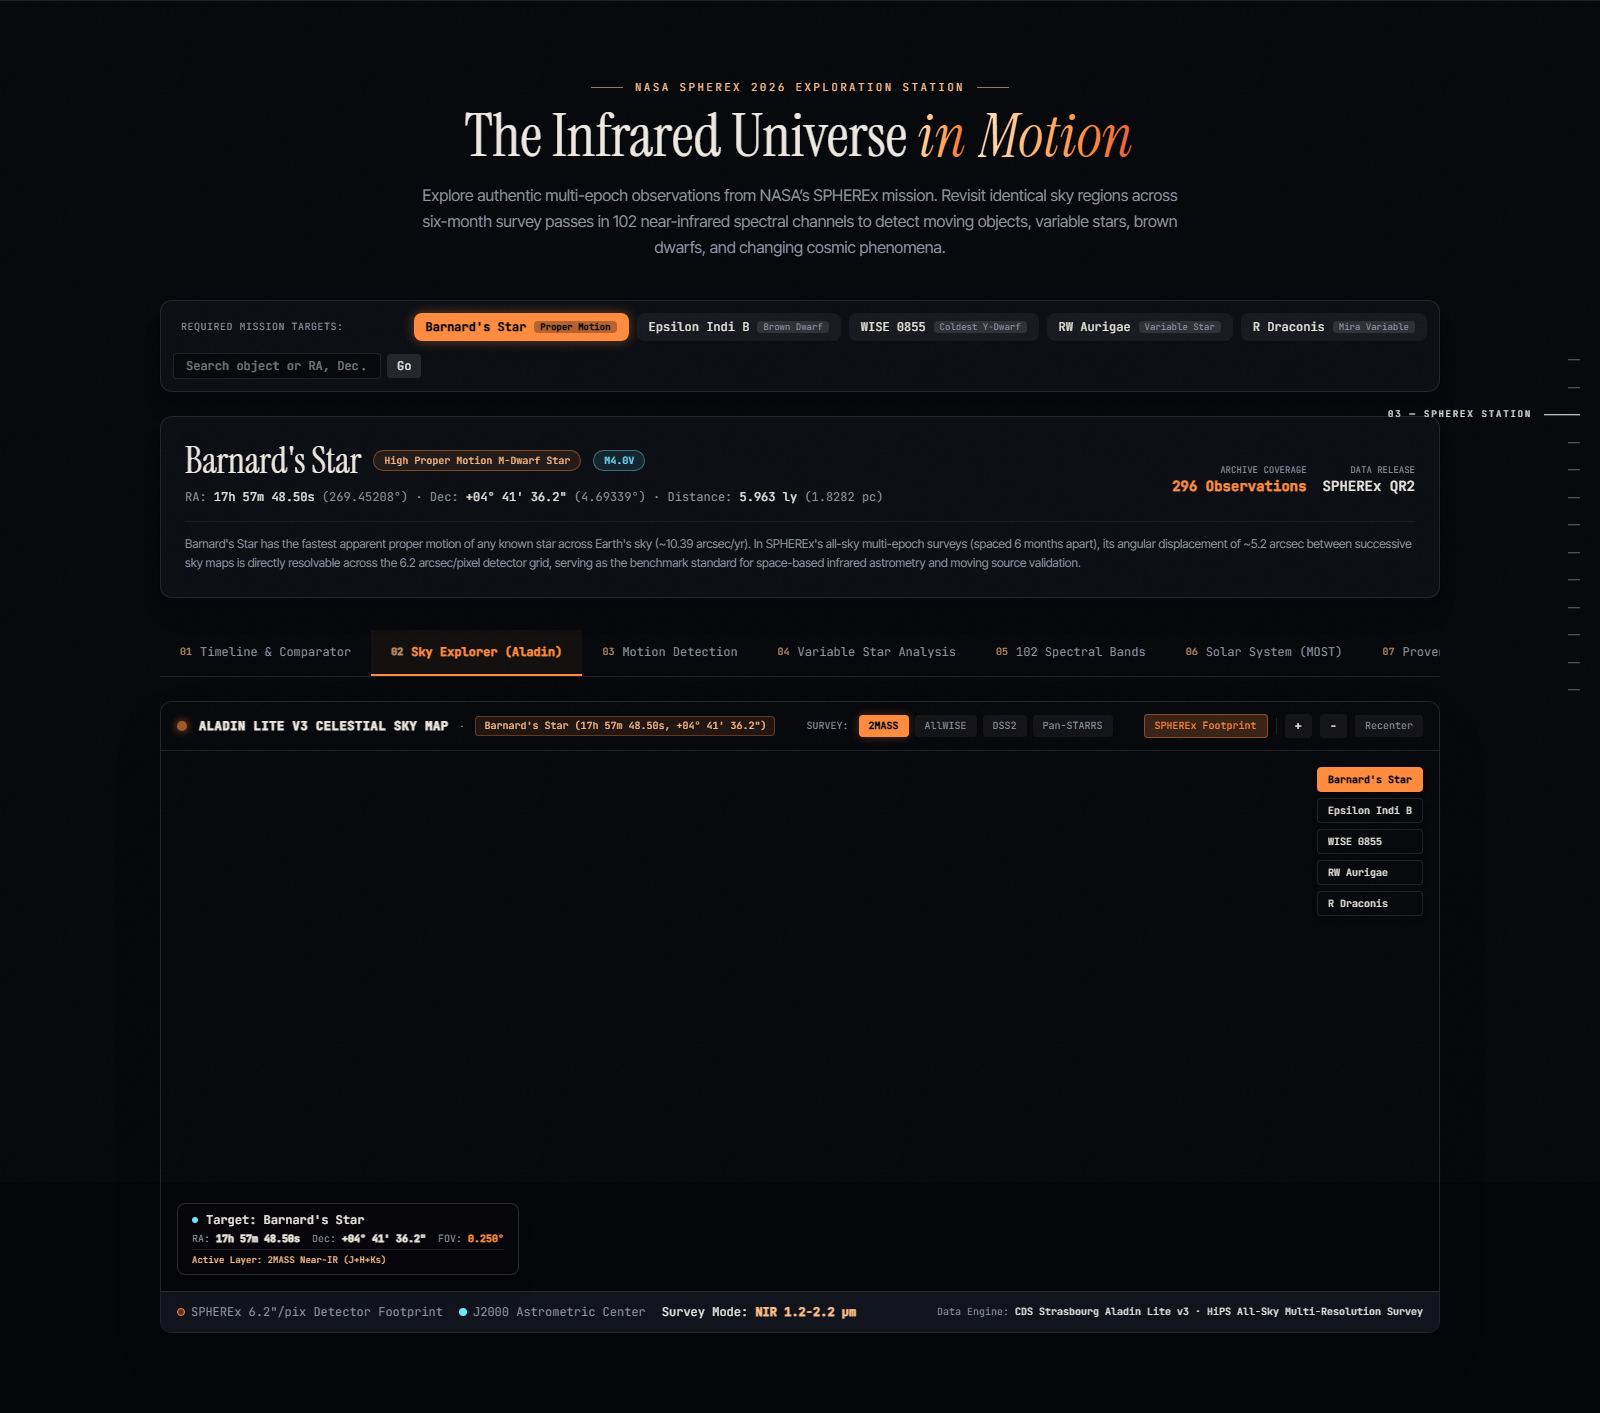 NASA SPHEREX 2026 EXPLORATION STATION
The Infrared Universe in Motion
Explore authentic multi-epoch observations from NASA's SPHEREx mission. Revisit identical sky regions across
six-month survey passes in 102 near-infrared spectral channels to detect moving objects, variable stars, brown
dwarfs, and changing cosmic phenomena.
REQUIRED MISSION TARGETS: Barnard's Star Proper Motion Epsilon Indi B Brown Dwarf WISE 0855 Coldest Y-Dwarf RW Aurigae Variable Star R Draconis Mira Variable
Search object or RA, Dec. Go
03 — SPHEREX STATION
Barnard's Star High Proper Motion M-Dwarf Star M4.0V
ARCHIVE COVERAGE DATA RELEASE
296 Observations SPHEREx QR2
RA: 17h 57m 48.50s (269.45208°) · Dec: +04° 41' 36.2" (4.69339°) · Distance: 5.963 ly (1.8282 pc)
Barnard's Star has the fastest apparent proper motion of any known star across Earth's sky (~10.39 arcsec/yr). In SPHEREx's all-sky multi-epoch surveys (spaced 6 months apart), its angular displacement of ~5.2 arcsec between successive
sky maps is directly resolvable across the 6.2 arcsec/pixel detector grid, serving as the benchmark standard for space-based infrared astrometry and moving source validation.
01 Timeline & Comparator 02 Sky Explorer (Aladin) 03 Motion Detection 04 Variable Star Analysis 05 102 Spectral Bands 06 Solar System (MOST) 07
ALADIN LITE V3 CELESTIAL SKY MAP · Barnard's Star (17h 57m 48.50s, +04° 41' 36.2") SURVEY: 2MASS AllWISE DSS2 Pan-STARRS SPHEREx Footprint + - Recenter
Barnard's Star
Epsilon Indi B
WISE 0855
RW Aurigae
R Draconis
Target: Barnard's Star
RA: 17h 57m 48.50s Dec: +04° 41' 36.2" FOV: 0.250°
Active Layer: 2MASS Near-IR (J+H+Ks)
SPHEREx 6.2"/pix Detector Footprint J2000 Astrometric Center Survey Mode: NIR 1.2-2.2 μm Data Engine: CDS Strasbourg Aladin Lite v3 · HiPS All-Sky Multi-Resolution Survey